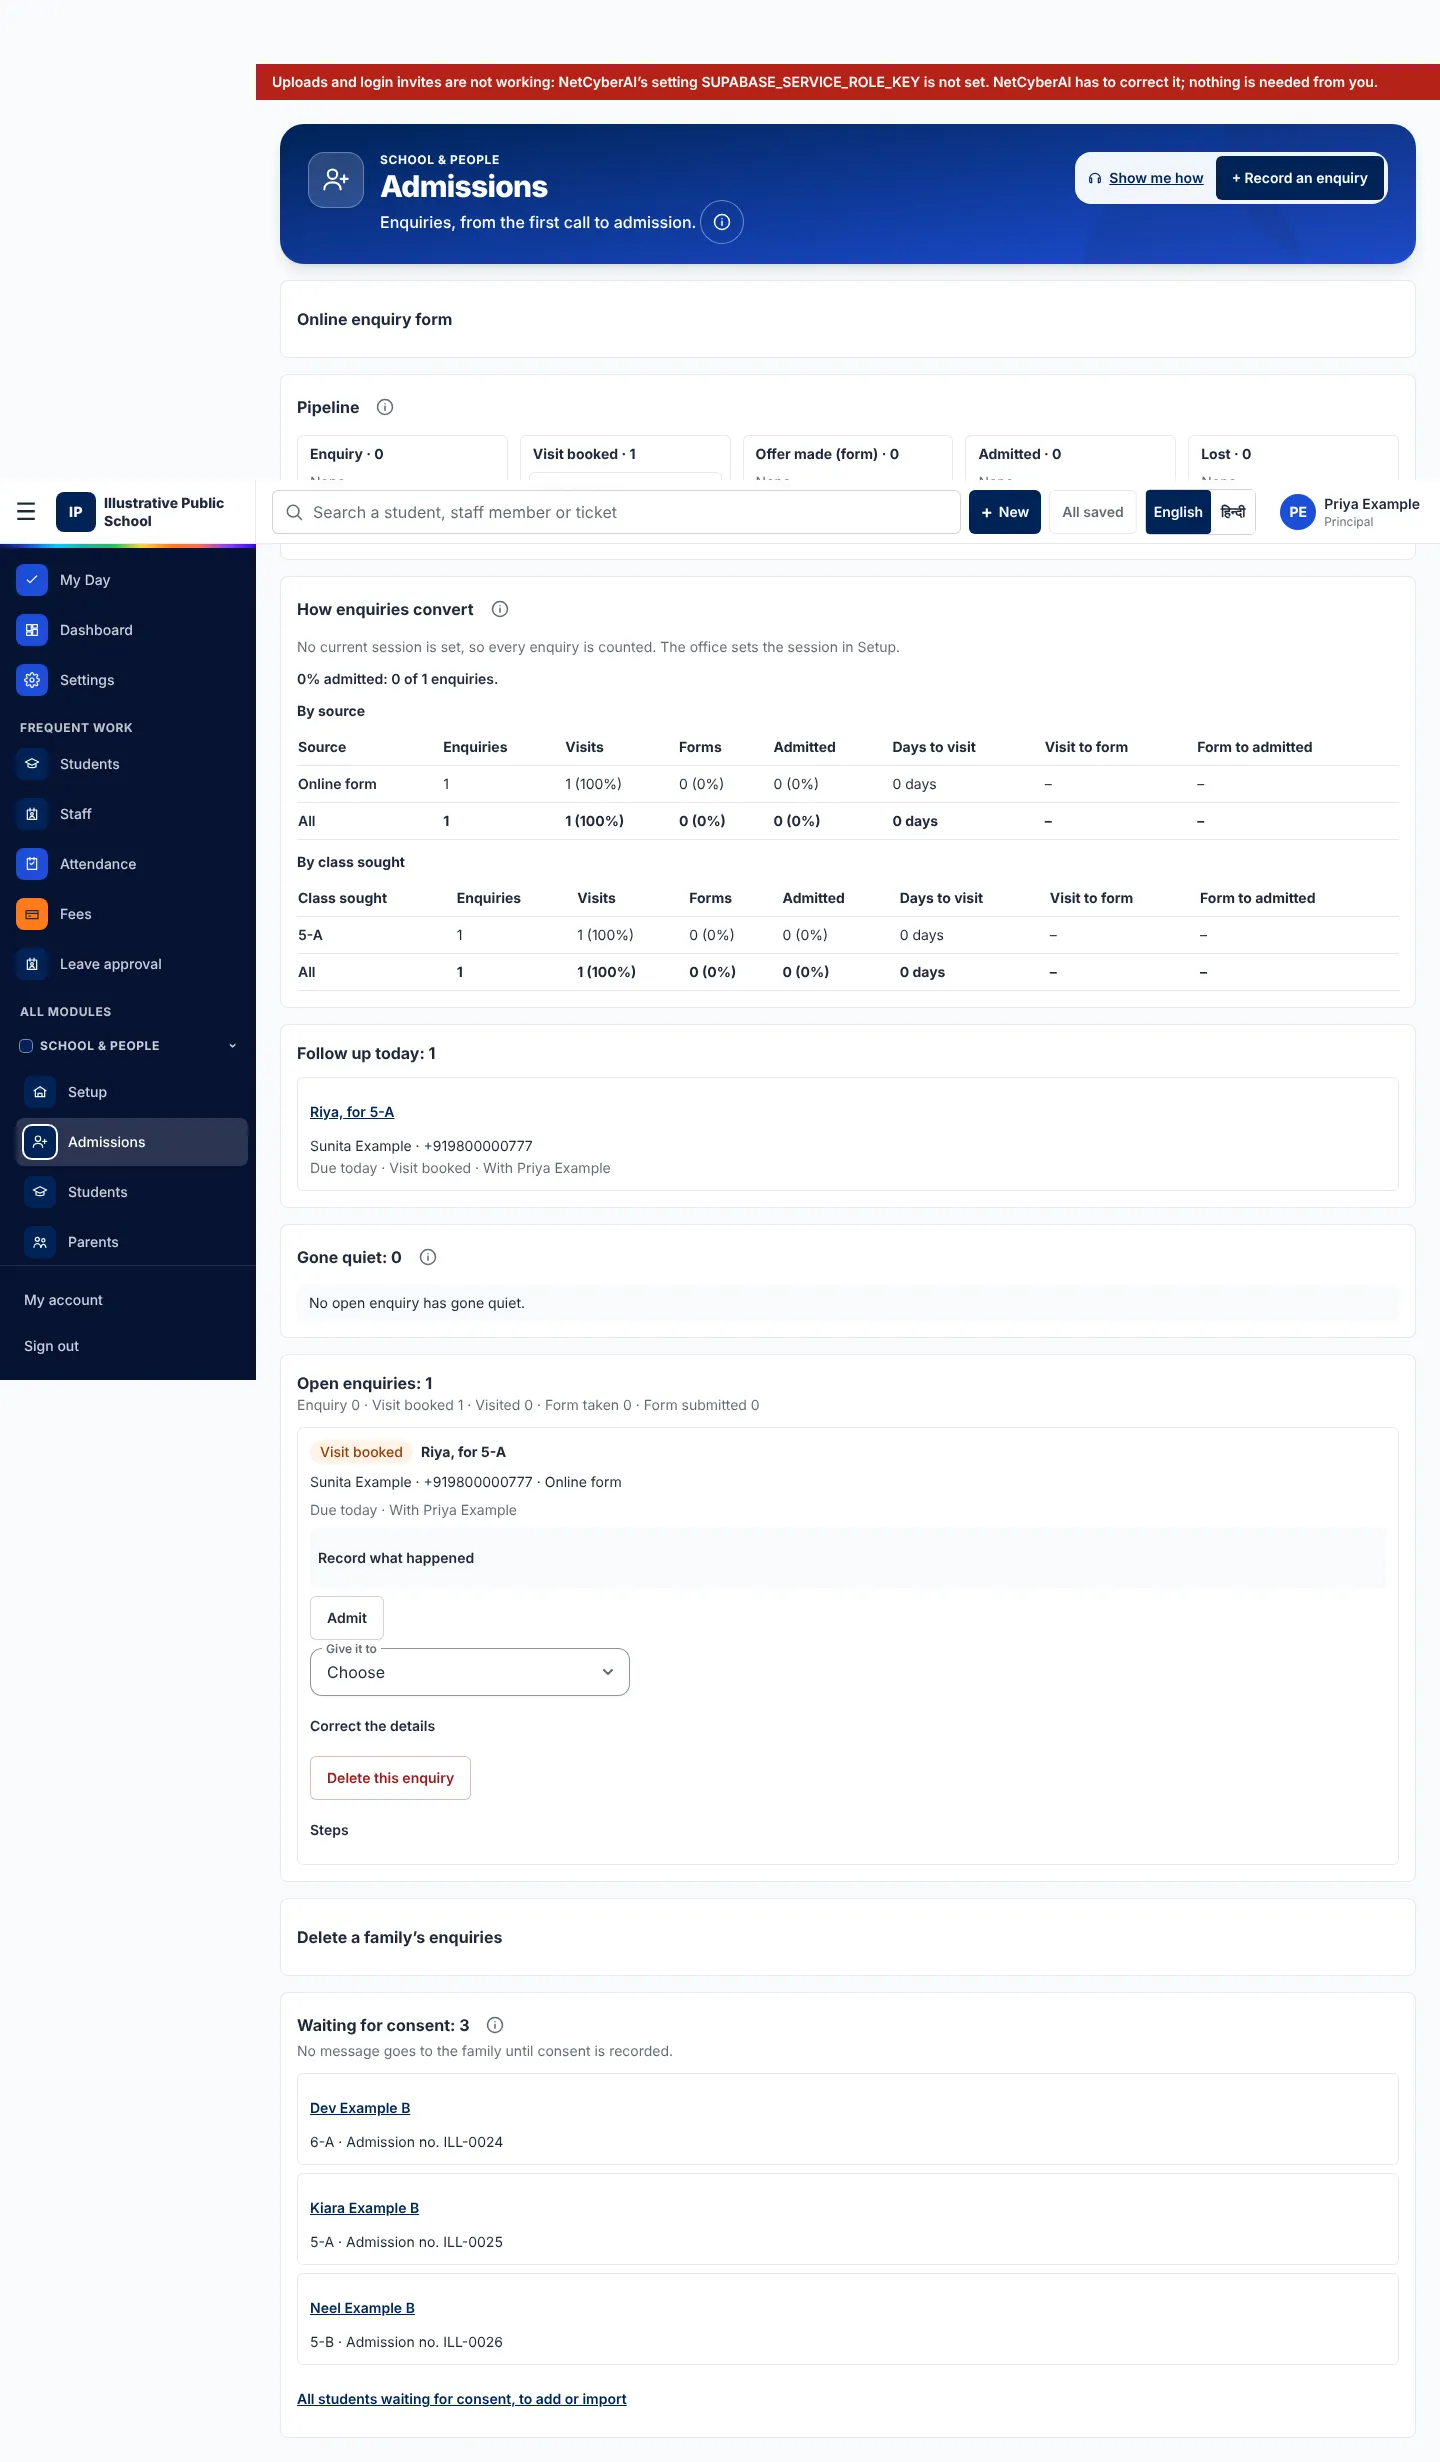 Uploads and login invites are not working: NetCyberAI’s setting SUPABASE_SERVICE_ROLE_KEY is not set. NetCyberAI has to correct it; nothing is needed from you.
SCHOOL & PEOPLE
Admissions
Enquiries, from the first call to admission.
Show me how
+ Record an enquiry
Online enquiry form
Pipeline
Enquiry · 0
Visit booked · 1
Offer made (form) · 0
Admitted · 0
Lost · 0
IP
Illustrative Public
School
Search a student, staff member or ticket
+ New
All saved
English
हिन्दी
PE
Priya Example
Principal
My Day
Dashboard
Settings
FREQUENT WORK
Students
Staff
Attendance
Fees
Leave approval
ALL MODULES
SCHOOL & PEOPLE
Setup
Admissions
Students
Parents
My account
Sign out
How enquiries convert
No current session is set, so every enquiry is counted. The office sets the session in Setup.
0% admitted: 0 of 1 enquiries.
By source
Source Enquiries Visits Forms Admitted Days to visit Visit to form Form to admitted
Online form 1 1 (100%) 0 (0%) 0 (0%) 0 days – –
All 1 1 (100%) 0 (0%) 0 (0%) 0 days – –
By class sought
Class sought Enquiries Visits Forms Admitted Days to visit Visit to form Form to admitted
5-A 1 1 (100%) 0 (0%) 0 (0%) 0 days – –
All 1 1 (100%) 0 (0%) 0 (0%) 0 days – –
Follow up today: 1
Riya, for 5-A
Sunita Example · +919800000777
Due today · Visit booked · With Priya Example
Gone quiet: 0
No open enquiry has gone quiet.
Open enquiries: 1
Enquiry 0 · Visit booked 1 · Visited 0 · Form taken 0 · Form submitted 0
Visit booked Riya, for 5-A
Sunita Example · +919800000777 · Online form
Due today · With Priya Example
Record what happened
Admit
Give it to
Choose
Correct the details
Delete this enquiry
Steps
Delete a family’s enquiries
Waiting for consent: 3
No message goes to the family until consent is recorded.
Dev Example B
6-A · Admission no. ILL-0024
Kiara Example B
5-A · Admission no. ILL-0025
Neel Example B
5-B · Admission no. ILL-0026
All students waiting for consent, to add or import